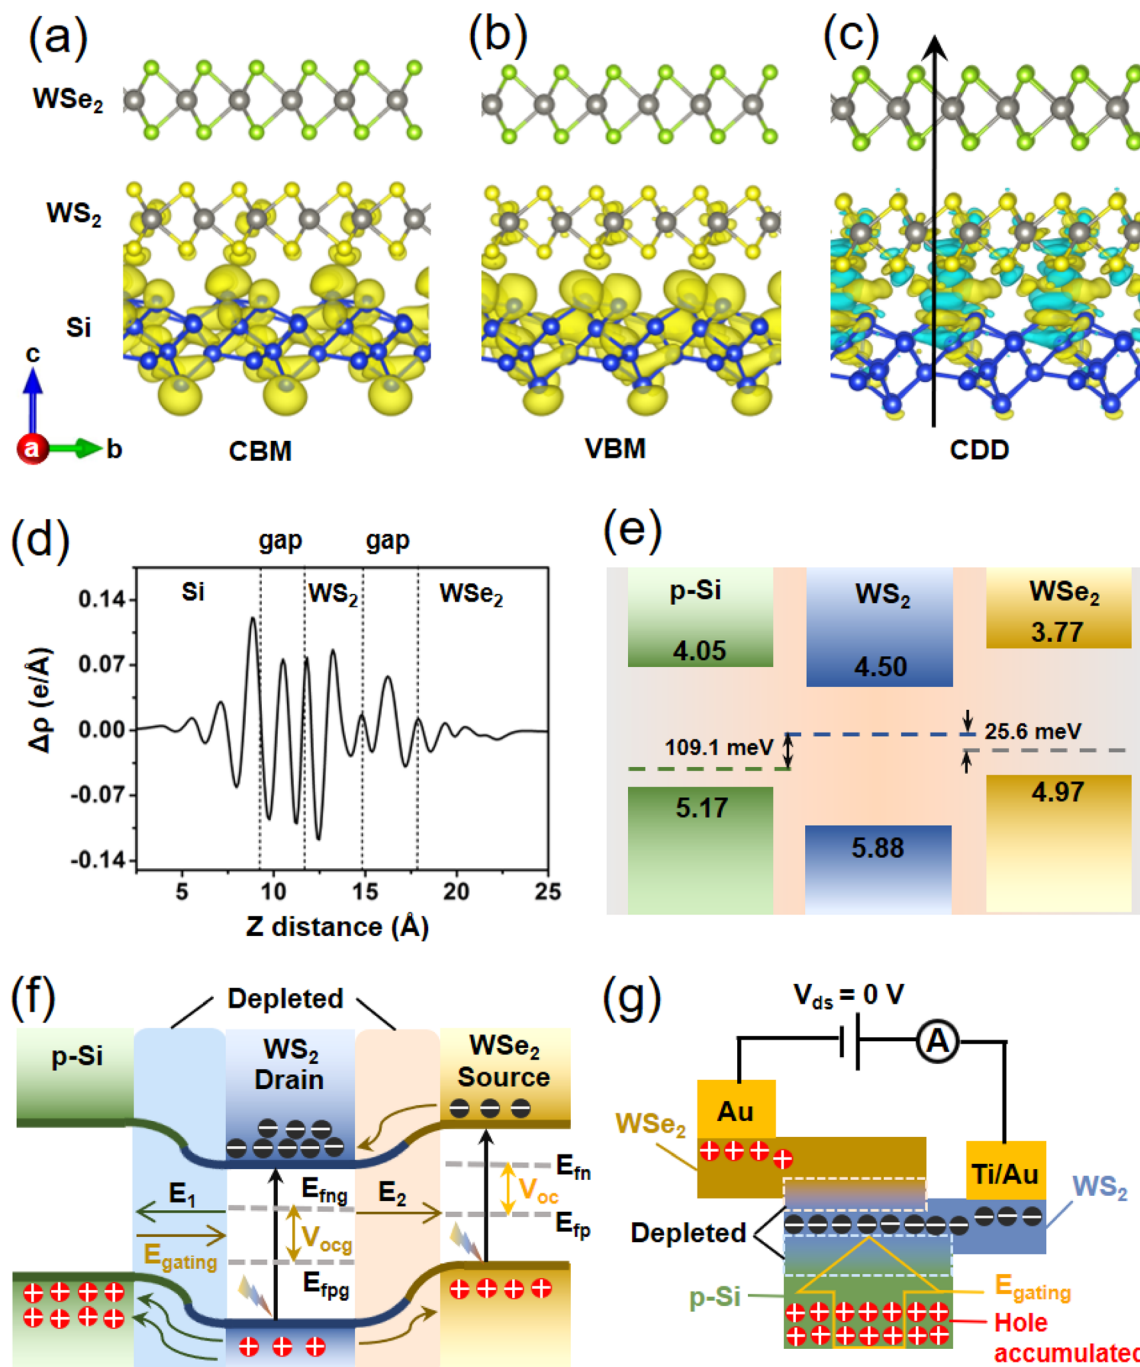 (a) (b) (c)
WSe₂
WS₂
Si
c
a b
CBM VBM CDD
(d)
gap gap
Si WS₂ WSe₂
0.14
0.07
0.00
-0.07
-0.14
Δρ (e/Å)
5 10 15 20 25
Z distance (Å)
(e)
p-Si WS₂ WSe₂
4.05 4.50 3.77
109.1 meV 25.6 meV
5.17 5.88 4.97
(f)
Depleted
p-Si WS₂ WSe₂
Drain Source
E₁ Efng E₂ Efn
Voc
Egating Vocg Efp
Efpg
(g)
Vds = 0 V
A
Au
WSe₂
Ti/Au WS₂
Depleted
p-Si Egating
Hole
accumulated